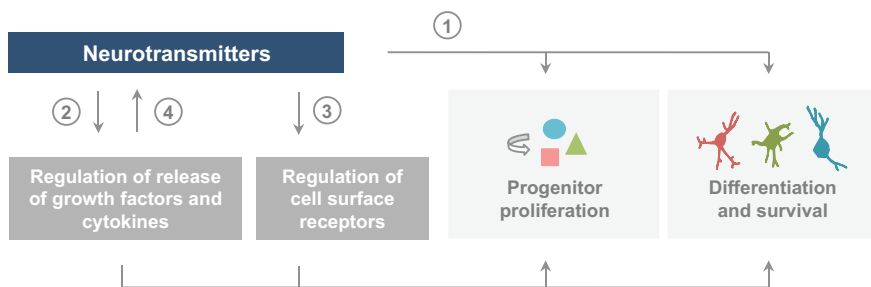 1
Neurotransmitters
2
4
3
Regulation of release
of growth factors and
cytokines
Regulation of
cell surface
receptors
Progenitor
proliferation
Differentiation
and survival